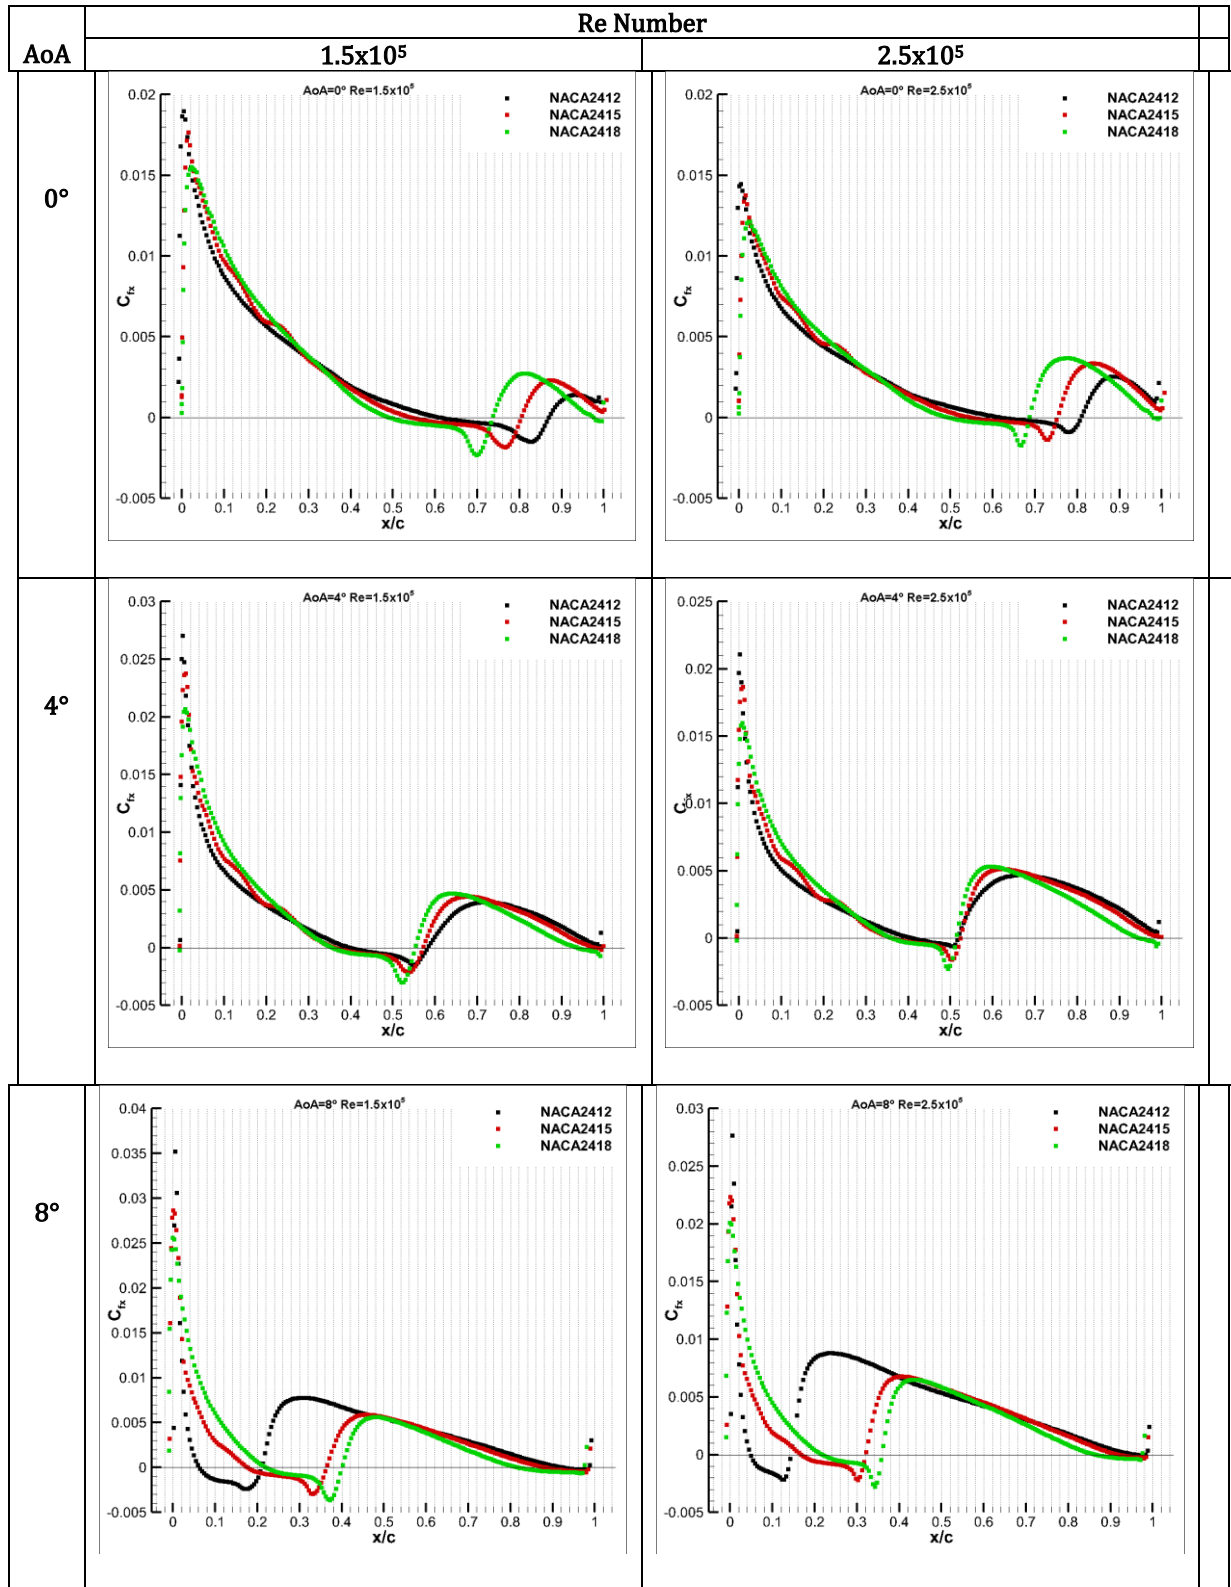 Re Number
AoA
1.5x10⁵
2.5x10⁵
0°
AoA=0° Re=1.5x10⁵
NACA2412
NACA2415
NACA2418
0.02
0.015
0.01
0.005
0
-0.005
Cfx
0 0.1 0.2 0.3 0.4 0.5 0.6 0.7 0.8 0.9 1
x/c
AoA=0° Re=2.5x10⁵
NACA2412
NACA2415
NACA2418
0.02
0.015
0.01
0.005
0
-0.005
Cfx
0 0.1 0.2 0.3 0.4 0.5 0.6 0.7 0.8 0.9 1
x/c
4°
AoA=4° Re=1.5x10⁵
NACA2412
NACA2415
NACA2418
0.03
0.025
0.02
0.015
0.01
0.005
0
-0.005
Cfx
0 0.1 0.2 0.3 0.4 0.5 0.6 0.7 0.8 0.9 1
x/c
AoA=4° Re=2.5x10⁵
NACA2412
NACA2415
NACA2418
0.025
0.02
0.015
0.01
0.005
0
-0.005
Cfx
0 0.1 0.2 0.3 0.4 0.5 0.6 0.7 0.8 0.9 1
x/c
8°
AoA=8° Re=1.5x10⁵
NACA2412
NACA2415
NACA2418
0.04
0.035
0.03
0.025
0.02
0.015
0.01
0.005
0
-0.005
Cfx
0 0.1 0.2 0.3 0.4 0.5 0.6 0.7 0.8 0.9 1
x/c
AoA=8° Re=2.5x10⁵
NACA2412
NACA2415
NACA2418
0.03
0.025
0.02
0.015
0.01
0.005
0
-0.005
Cfx
0 0.1 0.2 0.3 0.4 0.5 0.6 0.7 0.8 0.9 1
x/c